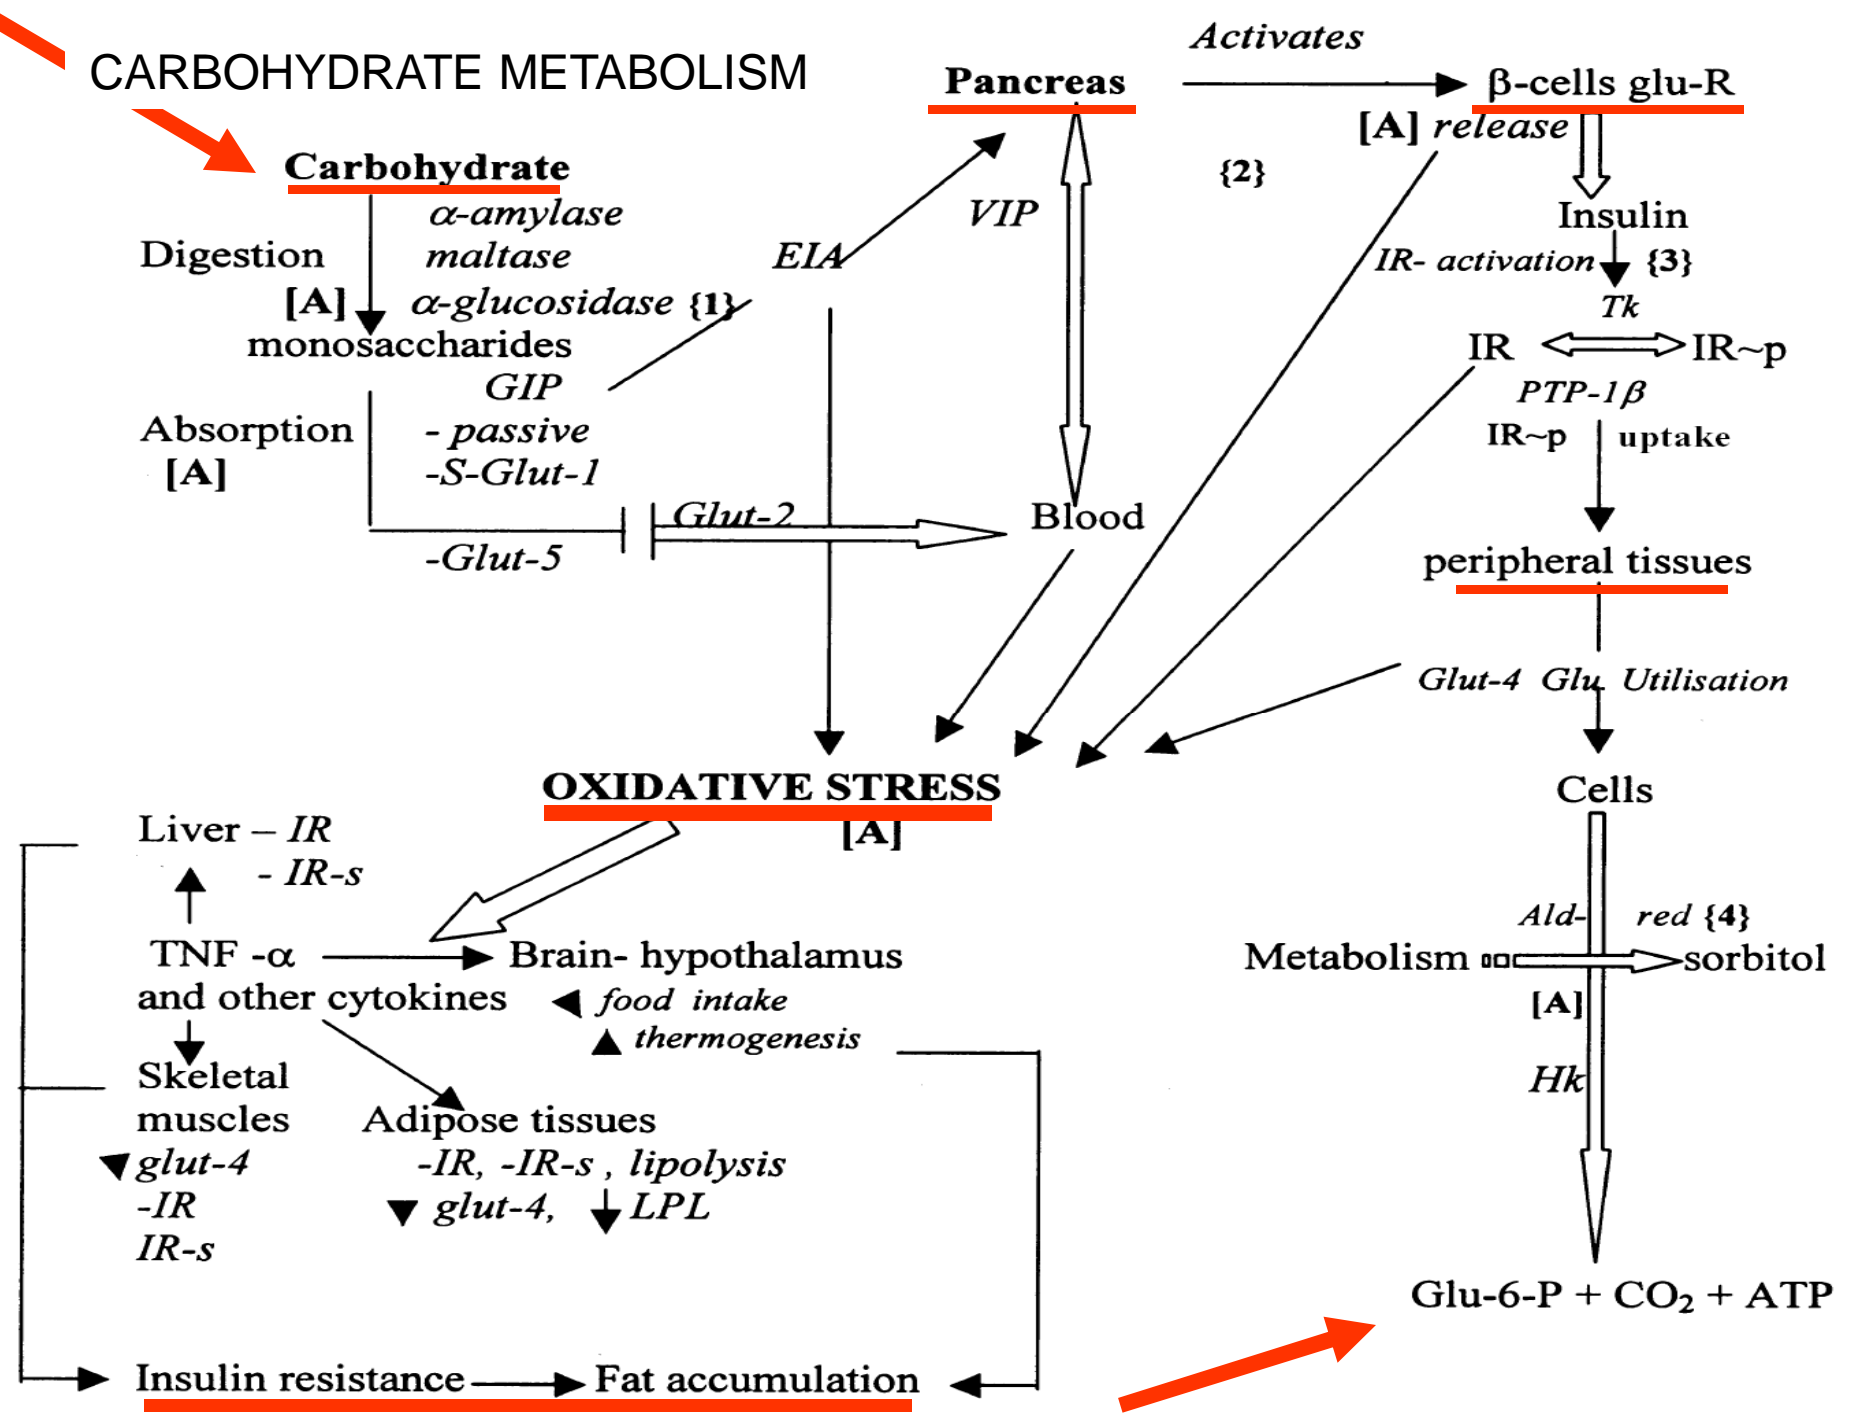 CARBOHYDRATE METABOLISM
Carbohydrate
α-amylase
Digestion
maltase
[A]
α-glucosidase {1}
monosaccharides
GIP
Absorption
- passive
[A]
-S-Glut-1
Glut-2
-Glut-5
EIA
Pancreas
VIP
Blood
Activates
β-cells glu-R
[A] release
{2}
Insulin
IR- activation
{3}
Tk
IR
IR~p
PTP-1β
IR~p
uptake
peripheral tissues
Glut-4 Glu Utilisation
Cells
Ald-
red {4}
Metabolism
sorbitol
[A]
Hk
Glu-6-P + CO₂ + ATP
OXIDATIVE STRESS
[A]
Liver – IR
- IR-s
TNF -α
and other cytokines
Brain- hypothalamus
food intake
thermogenesis
Skeletal
muscles
glut-4
-IR
IR-s
Adipose tissues
-IR, -IR-s , lipolysis
glut-4,
LPL
Insulin resistance
Fat accumulation